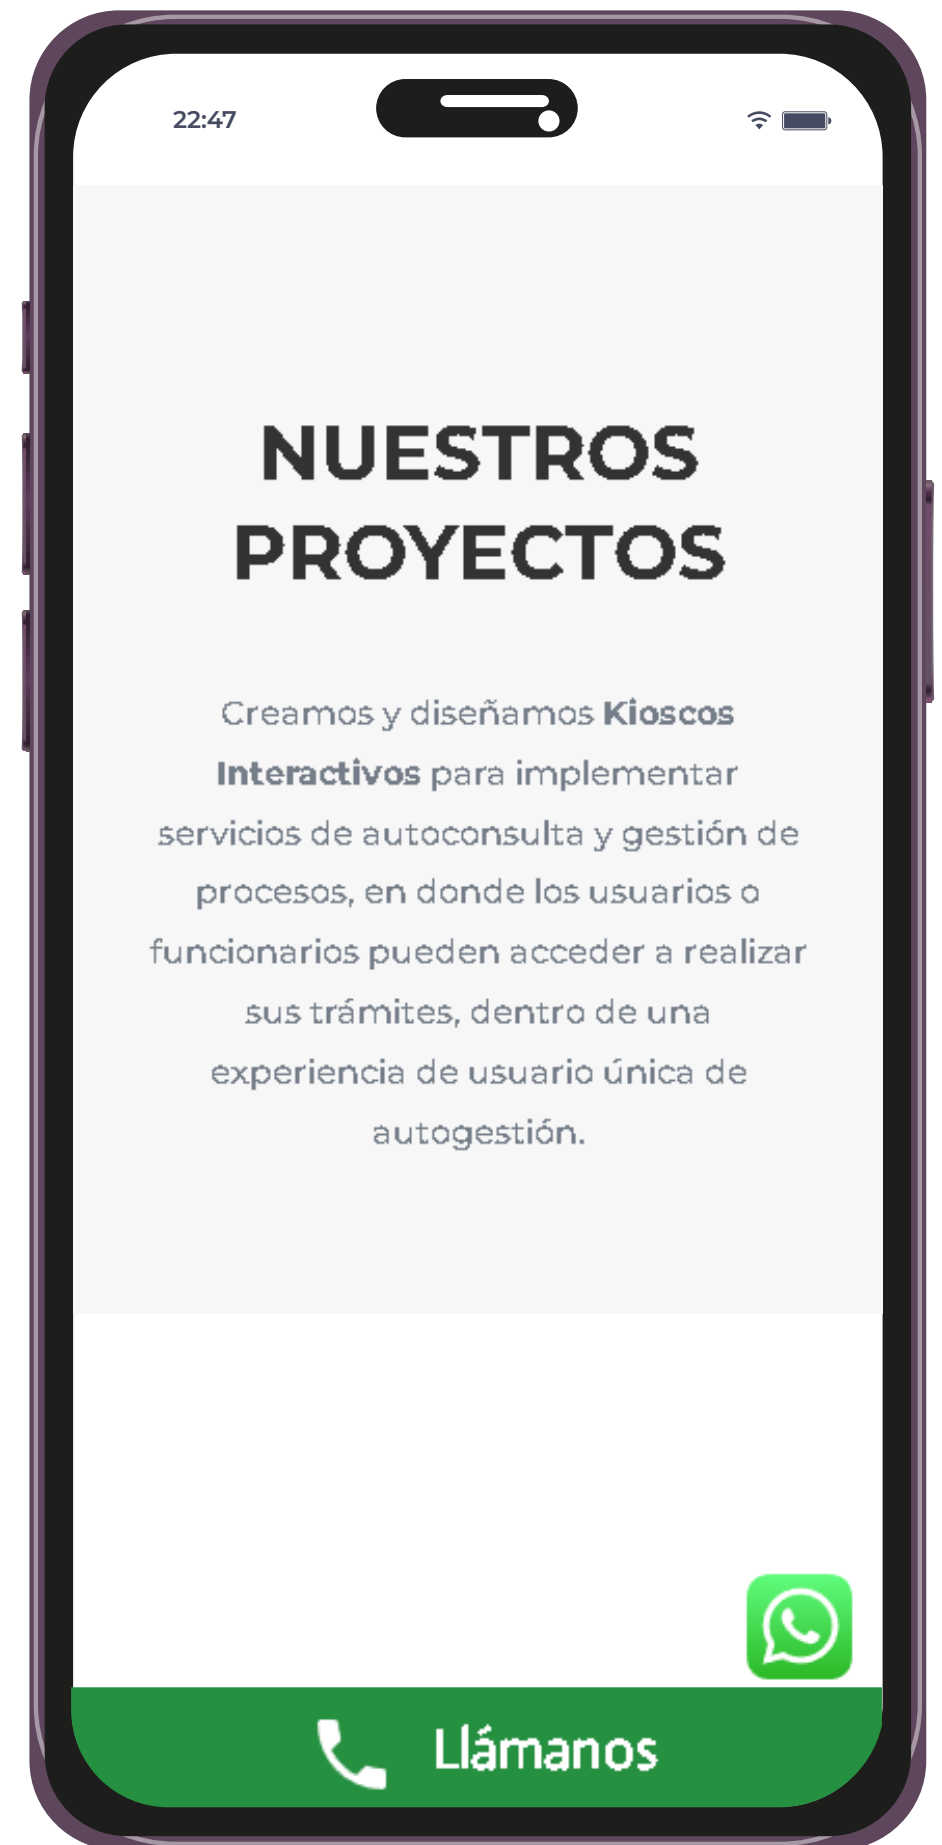 22:47
NUESTROS
PROYECTOS
Creamos y diseñamos Kioscos
Interactivos para implementar
servicios de autoconsulta y gestión de
procesos, en donde los usuarios o
funcionarios pueden acceder a realizar
sus trámites, dentro de una
experiencia de usuario única de
autogestión.
Llámanos